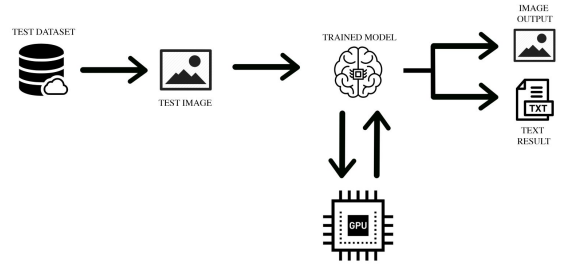 TEST DATASET
TEST IMAGE
TRAINED MODEL
IMAGE
OUTPUT
TXT
TEXT
RESULT
GPU